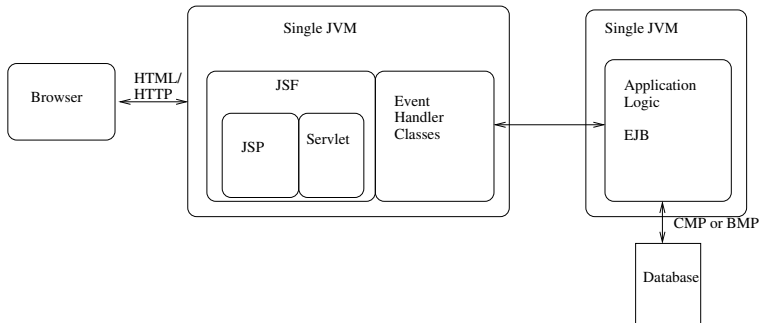 Single JVM
Single JVM
Browser
HTML/
HTTP
JSF
JSP
Servlet
Event
Handler
Classes
Application
Logic
EJB
CMP or BMP
Database